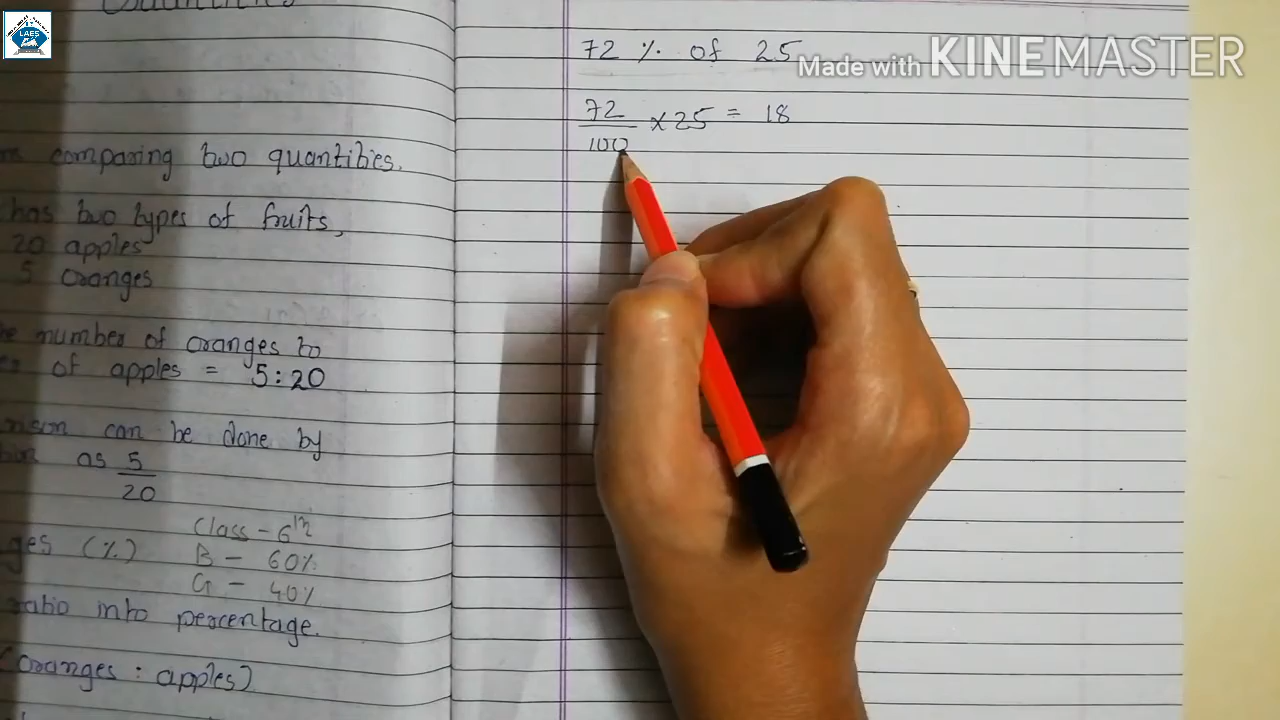 LAES
comparing two quantities.
has two types of fruits,
20 apples
5 oranges
number of oranges to
of apples = 5:20
can be done by
as 5
20
Class - 6th
(%) B - 60%
G - 40%
ratio into percentage.
(oranges : apples)
72 % of 25
Made with KINEMASTER
72
100
×25 = 18